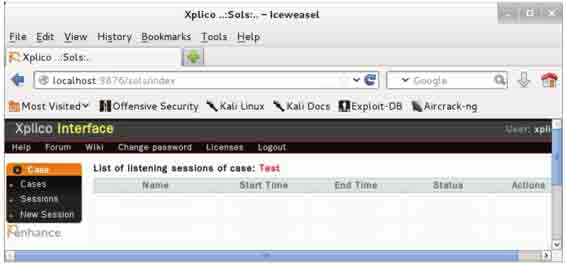 Xplico ..:Sols:.. – Iceweasel
File Edit View History Bookmarks Tools Help
Xplico ..:Sols:..
localhost:9876/sols/index
Google
Most Visited Offensive Security Kali Linux Kali Docs Exploit-DB Aircrack-ng
Xplico Interface
User: xpli
Help Forum Wiki Change password Licenses Logout
Case
List of listening sessions of case: Test
Cases
Sessions
New Session
Name Start Time End Time Status Actions
enhance